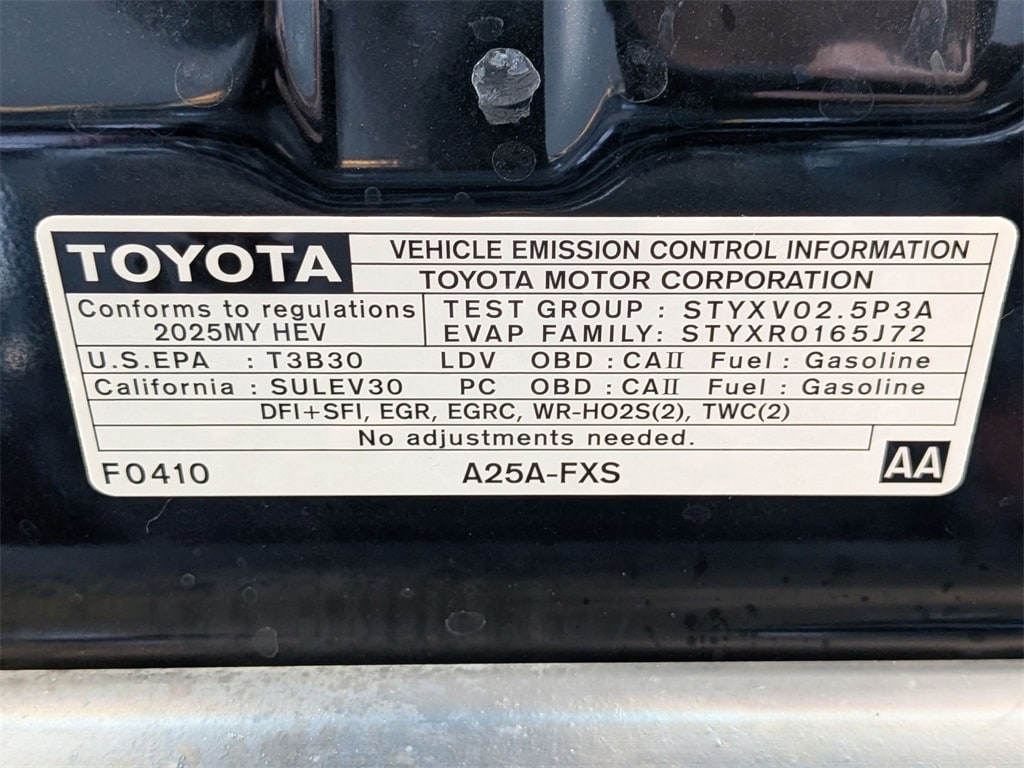 TOYOTA
VEHICLE EMISSION CONTROL INFORMATION
TOYOTA MOTOR CORPORATION
Conforms to regulations
2025MY HEV
TEST GROUP : STYXV02.5P3A
EVAP FAMILY: STYXR0165J72
U.S.EPA : T3B30 LDV OBD : CAII Fuel : Gasoline
California : SULEV30 PC OBD : CAII Fuel : Gasoline
DFI+SFI, EGR, EGRC, WR-HO2S(2), TWC(2)
No adjustments needed.
F0410 A25A-FXS AA